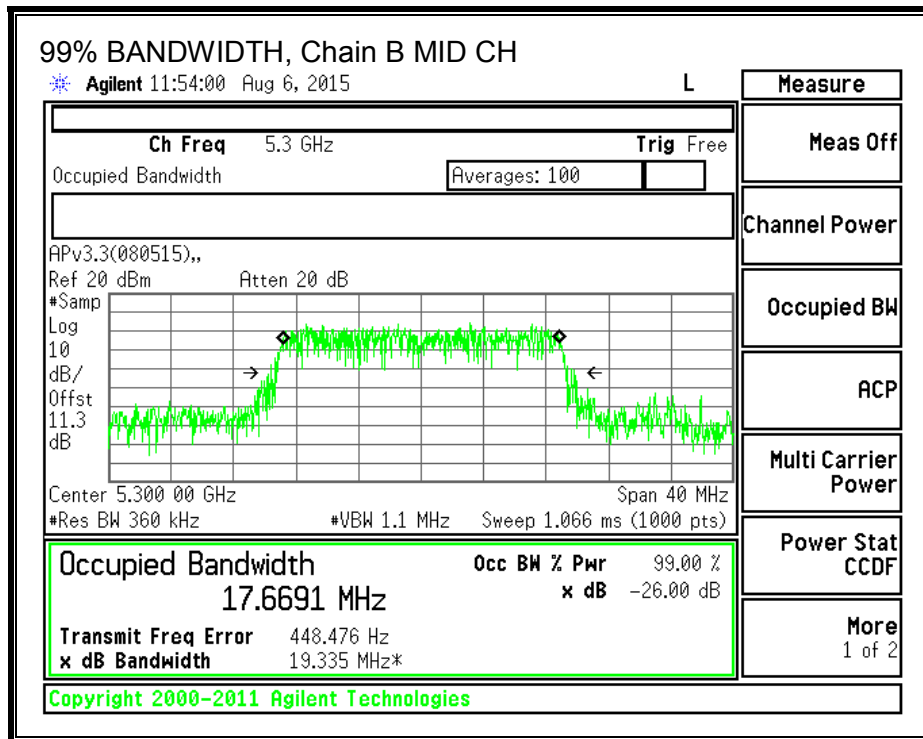 99% BANDWIDTH, Chain B MID CH
Agilent 11:54:00 Aug 6, 2015 L
Measure
Ch Freq 5.3 GHz Trig Free
Meas Off
Occupied Bandwidth Averages: 100
Channel Power
APv3.3(080515),,
Ref 20 dBm Atten 20 dB
#Samp
Log
10
dB/
Offst
11.3
dB
Occupied BW
ACP
Multi Carrier
Power
Center 5.300 00 GHz Span 40 MHz
#Res BW 360 kHz #VBW 1.1 MHz Sweep 1.066 ms (1000 pts)
Power Stat
CCDF
Occupied Bandwidth Occ BW % Pwr 99.00 %
17.6691 MHz x dB -26.00 dB
Transmit Freq Error 448.476 Hz
x dB Bandwidth 19.335 MHz*
More
1 of 2
Copyright 2000-2011 Agilent Technologies